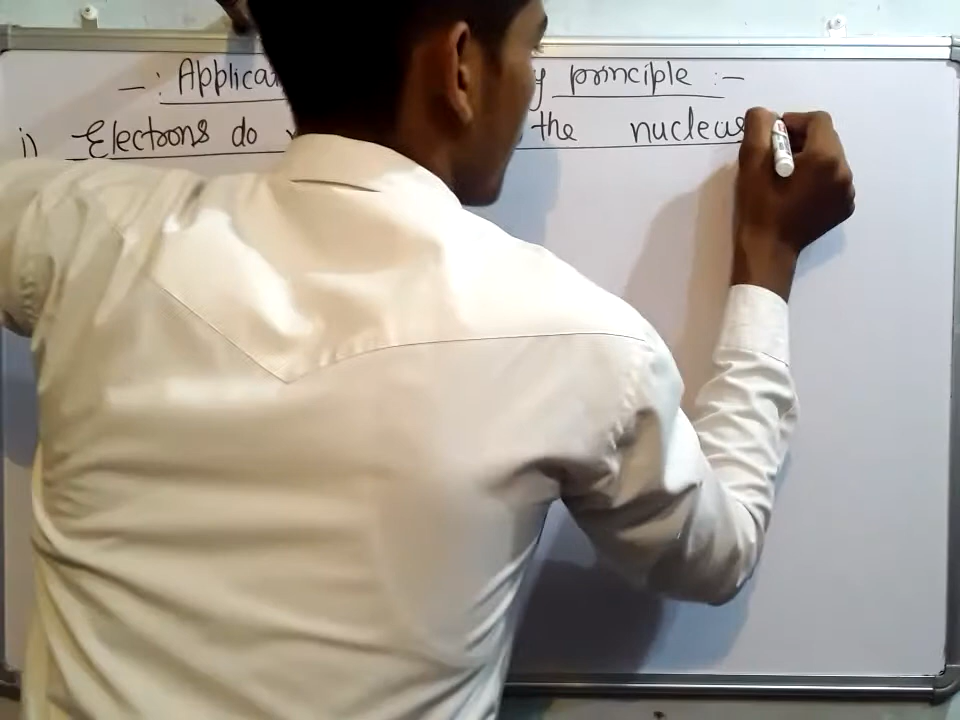 -: Applica y principle :-
i) Electrons do the nucleus